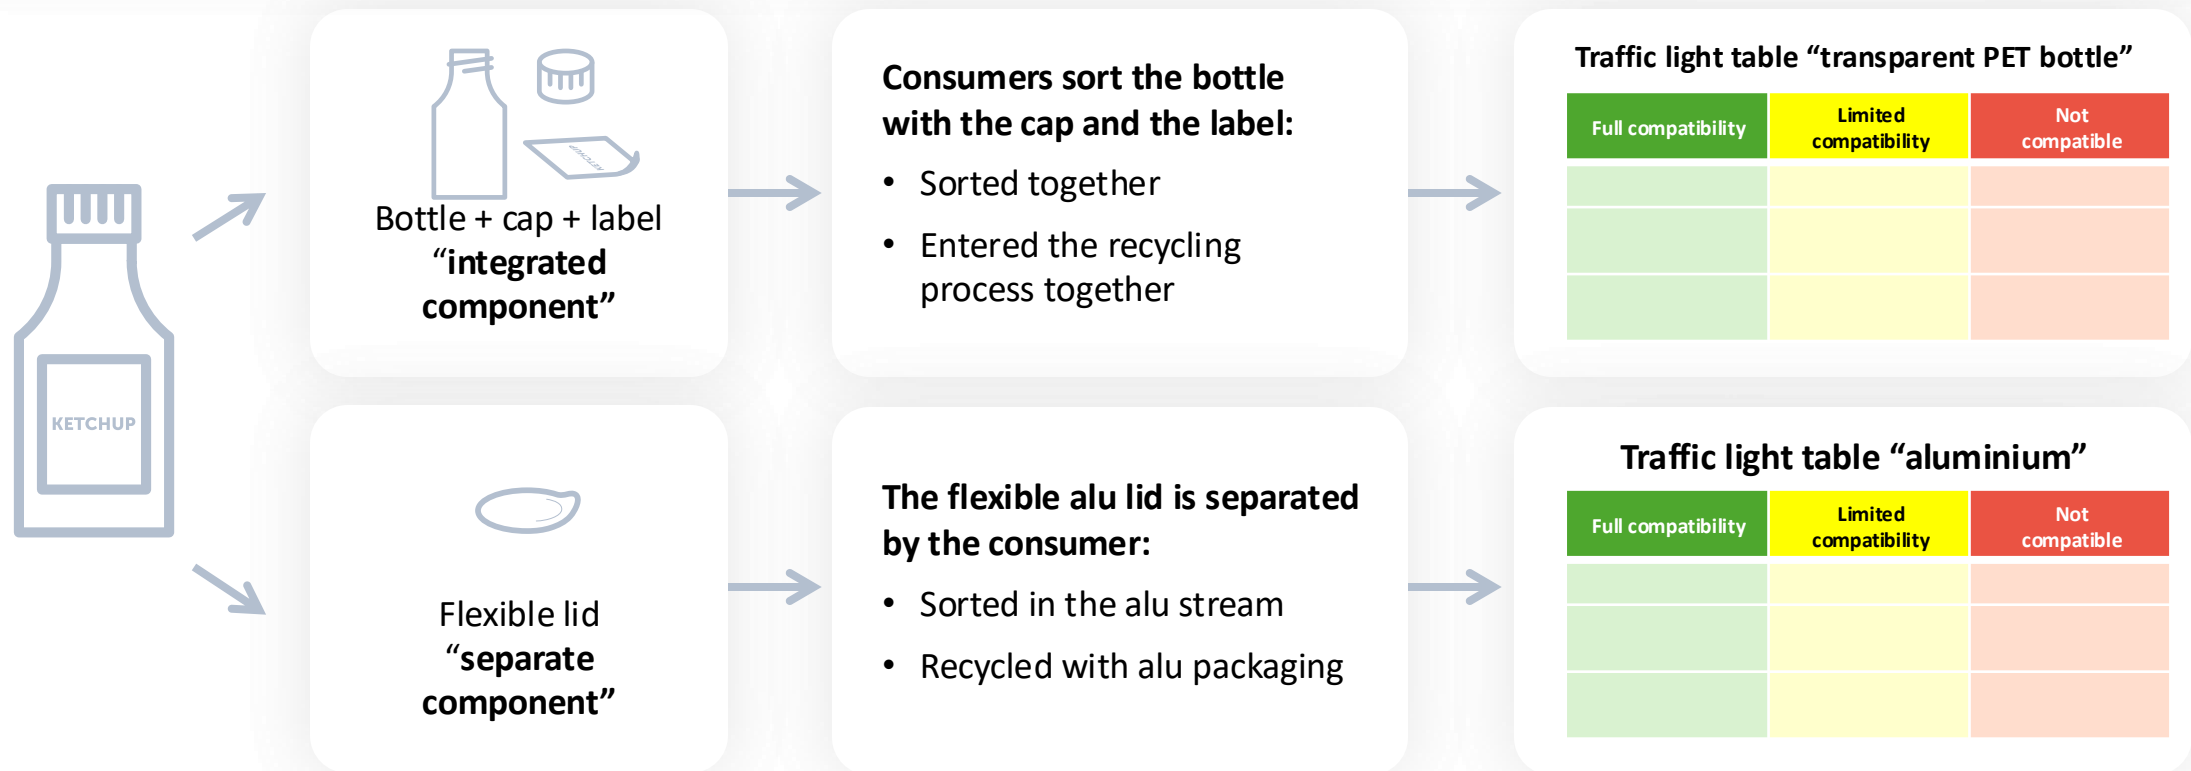 KETCHUP
KETCHUP
Bottle + cap + label
“integrated
component”
Consumers sort the bottle
with the cap and the label:
• Sorted together
• Entered the recycling
process together
Traffic light table “transparent PET bottle”
Full compatibility
Limited
compatibility
Not
compatible
Flexible lid
“separate
component”
The flexible alu lid is separated
by the consumer:
• Sorted in the alu stream
• Recycled with alu packaging
Traffic light table “aluminium”
Full compatibility
Limited
compatibility
Not
compatible